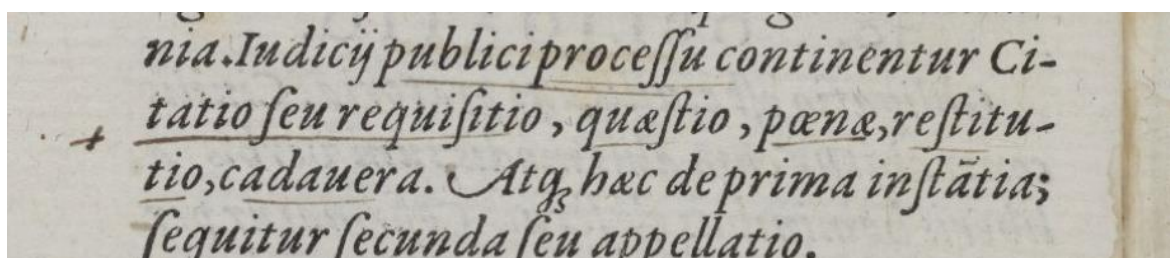 nia. Iudicij publici proceſſu continentur Ci-
tatio ſeu requiſitio, quæſtio, pœnæ, reſtitu-
tio, cadauera. Atq; hæc de prima inſtãtia;
ſequitur ſecunda ſeu appellatio.